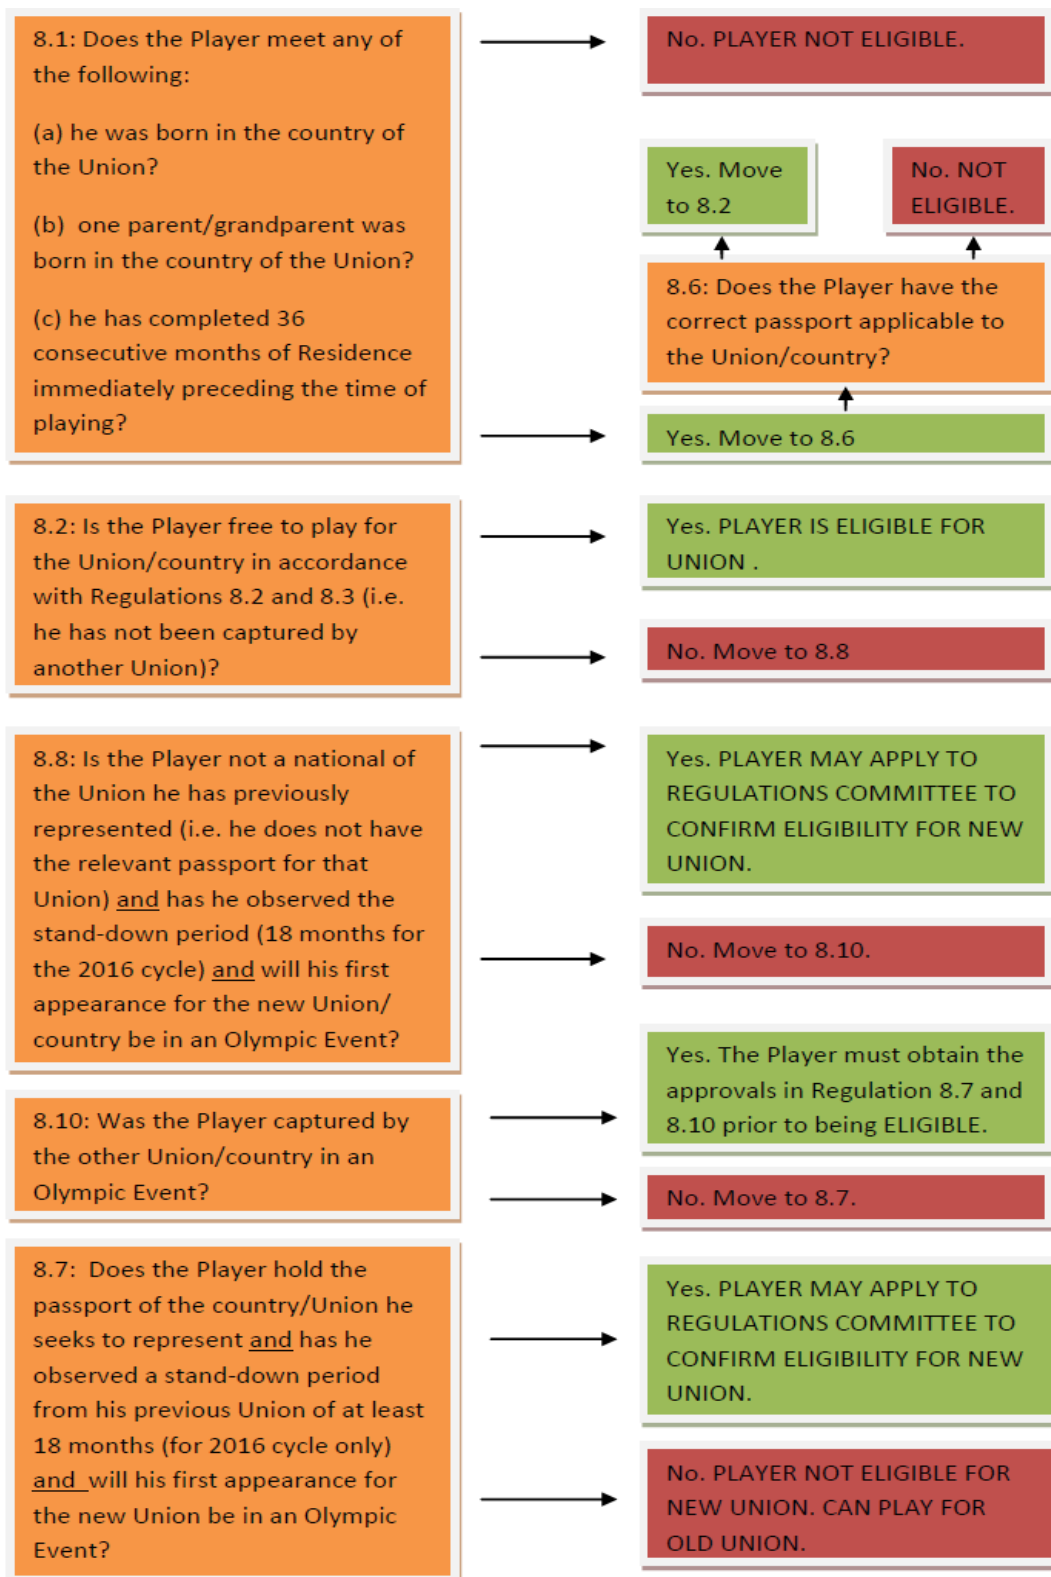 8.1: Does the Player meet any of
the following:
(a) he was born in the country of
the Union?
(b) one parent/grandparent was
born in the country of the Union?
(c) he has completed 36
consecutive months of Residence
immediately preceding the time of
playing?
No. PLAYER NOT ELIGIBLE.
Yes. Move
to 8.2
No. NOT
ELIGIBLE.
8.6: Does the Player have the
correct passport applicable to
the Union/country?
Yes. Move to 8.6
8.2: Is the Player free to play for
the Union/country in accordance
with Regulations 8.2 and 8.3 (i.e.
he has not been captured by
another Union)?
Yes. PLAYER IS ELIGIBLE FOR
UNION .
No. Move to 8.8
8.8: Is the Player not a national of
the Union he has previously
represented (i.e. he does not have
the relevant passport for that
Union) and has he observed the
stand-down period (18 months for
the 2016 cycle) and will his first
appearance for the new Union/
country be in an Olympic Event?
Yes. PLAYER MAY APPLY TO
REGULATIONS COMMITTEE TO
CONFIRM ELIGIBILITY FOR NEW
UNION.
No. Move to 8.10.
8.10: Was the Player captured by
the other Union/country in an
Olympic Event?
Yes. The Player must obtain the
approvals in Regulation 8.7 and
8.10 prior to being ELIGIBLE.
No. Move to 8.7.
8.7: Does the Player hold the
passport of the country/Union he
seeks to represent and has he
observed a stand-down period
from his previous Union of at least
18 months (for 2016 cycle only)
and will his first appearance for
the new Union be in an Olympic
Event?
Yes. PLAYER MAY APPLY TO
REGULATIONS COMMITTEE TO
CONFIRM ELIGIBILITY FOR NEW
UNION.
No. PLAYER NOT ELIGIBLE FOR
NEW UNION. CAN PLAY FOR
OLD UNION.